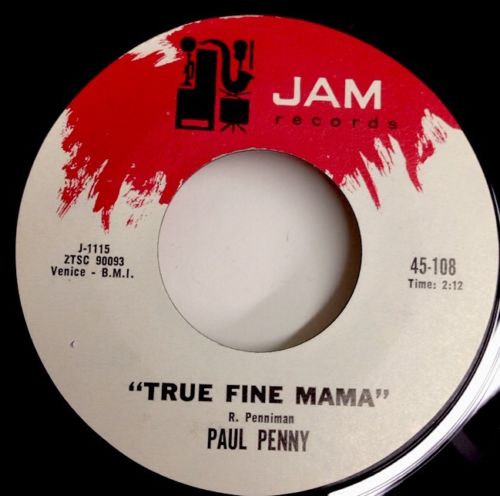 JAM
records
J-1115
ZTSC 90093
Venice - B.M.I.
45-108
Time: 2:12
"TRUE FINE MAMA"
R. Penniman
PAUL PENNY